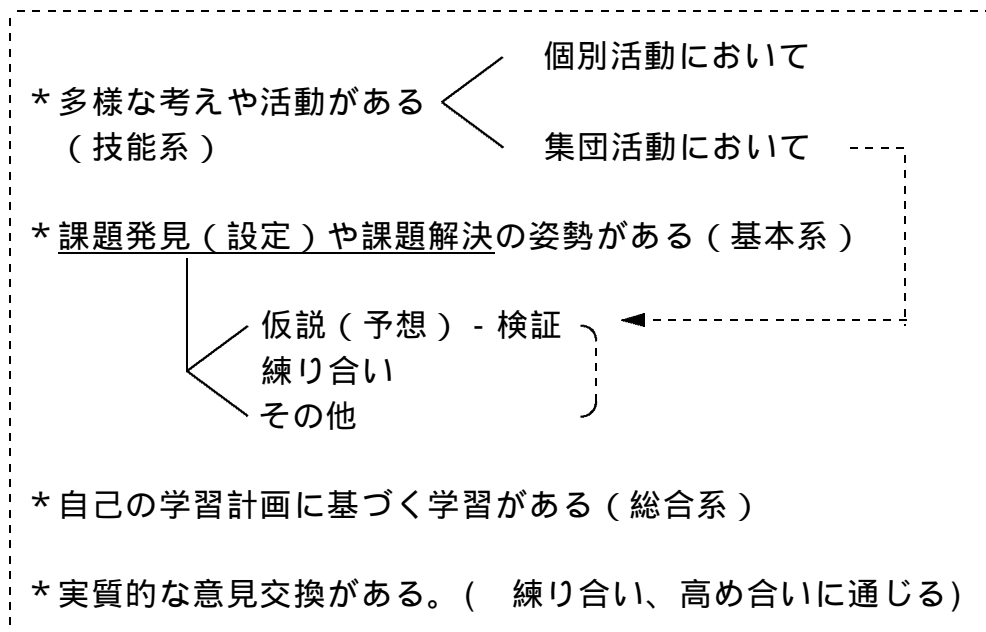 個別活動において
*多様な考えや活動がある
(技能系)
集団活動において
*課題発見(設定)や課題解決の姿勢がある(基本系)
仮説(予想)-検証
練り合い
その他
*自己の学習計画に基づく学習がある(総合系)
*実質的な意見交換がある。( 練り合い、高め合いに通じる)